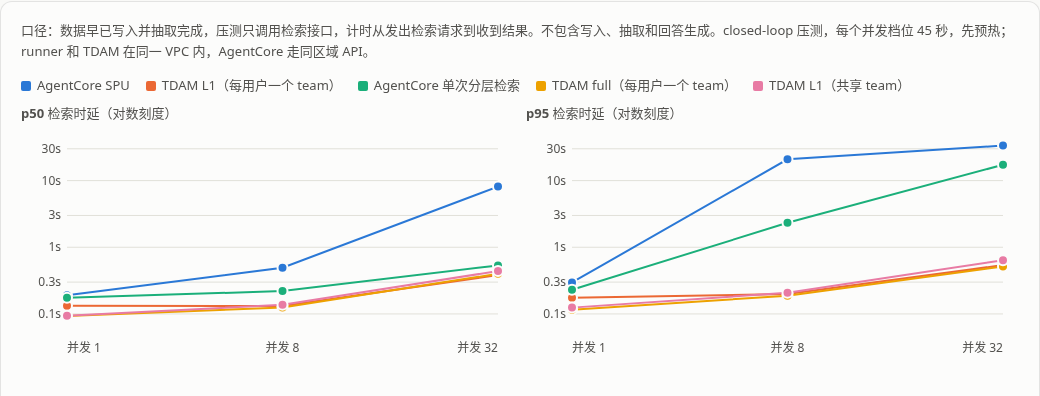 口径：数据早已写入并抽取完成，压测只调用检索接口，计时从发出检索请求到收到结果。不包含写入、抽取和回答生成。closed-loop 压测，每个并发档位 45 秒，先预热；
runner 和 TDAM 在同一 VPC 内，AgentCore 走同区域 API。
AgentCore SPU TDAM L1（每用户一个 team） AgentCore 单次分层检索 TDAM full（每用户一个 team） TDAM L1（共享 team）
p50 检索时延（对数刻度）
30s
10s
3s
1s
0.3s
0.1s
并发 1 并发 8 并发 32
p95 检索时延（对数刻度）
30s
10s
3s
1s
0.3s
0.1s
并发 1 并发 8 并发 32